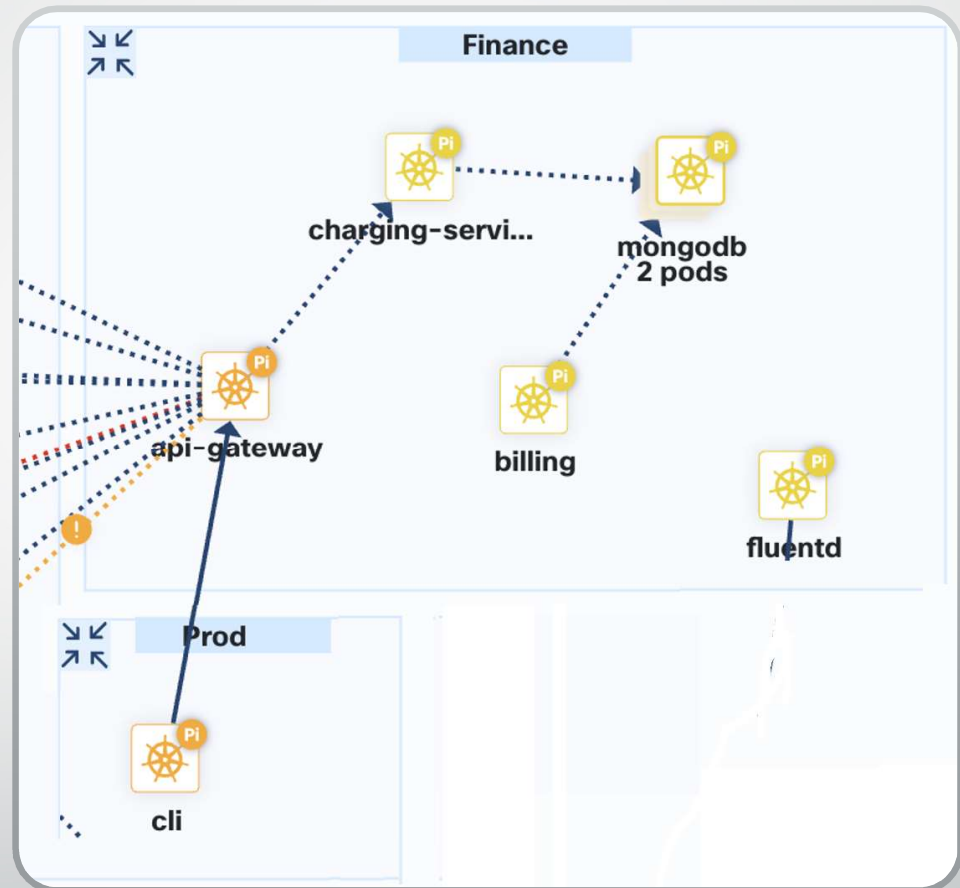 Finance
Pi
Pi
charging-servi...
mongodb
2 pods
Pi
Pi
api-gateway
billing
Pi
!
fluentd
Prod
Pi
cli